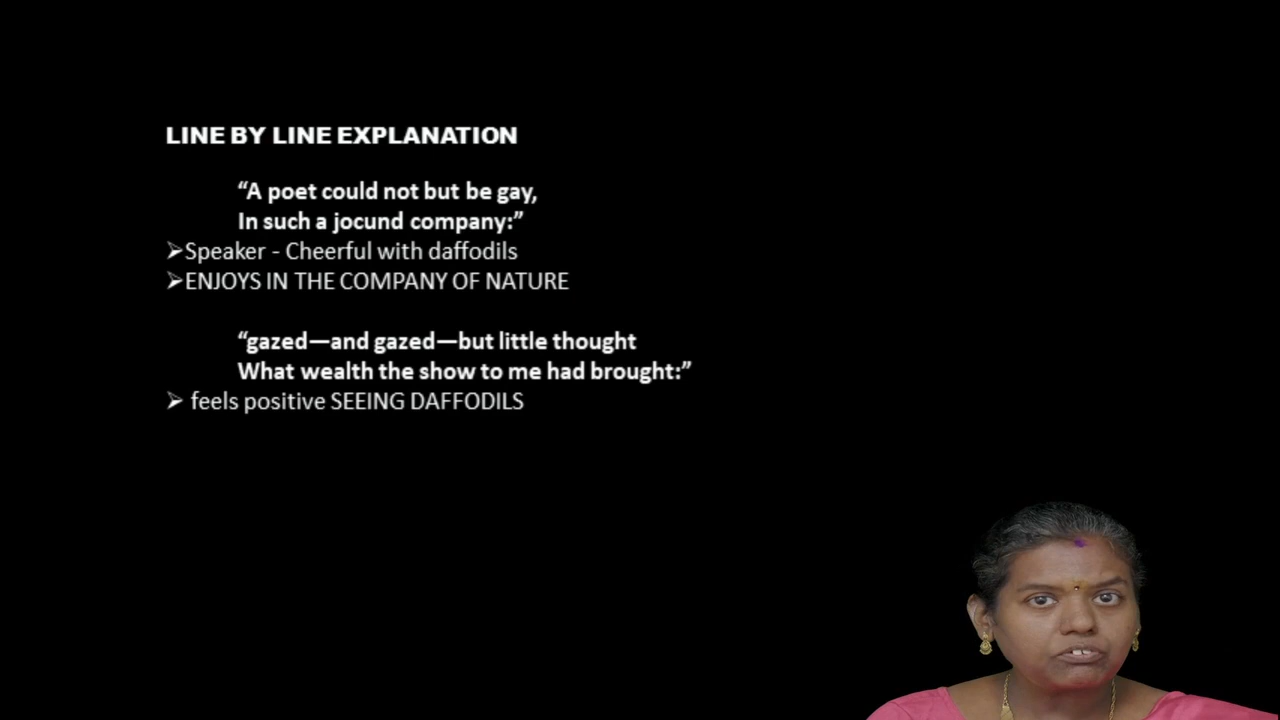 LINE BY LINE EXPLANATION
“A poet could not but be gay,
In such a jocund company:”
➢Speaker - Cheerful with daffodils
➢ENJOYS IN THE COMPANY OF NATURE
“gazed—and gazed—but little thought
What wealth the show to me had brought:”
➢ feels positive SEEING DAFFODILS